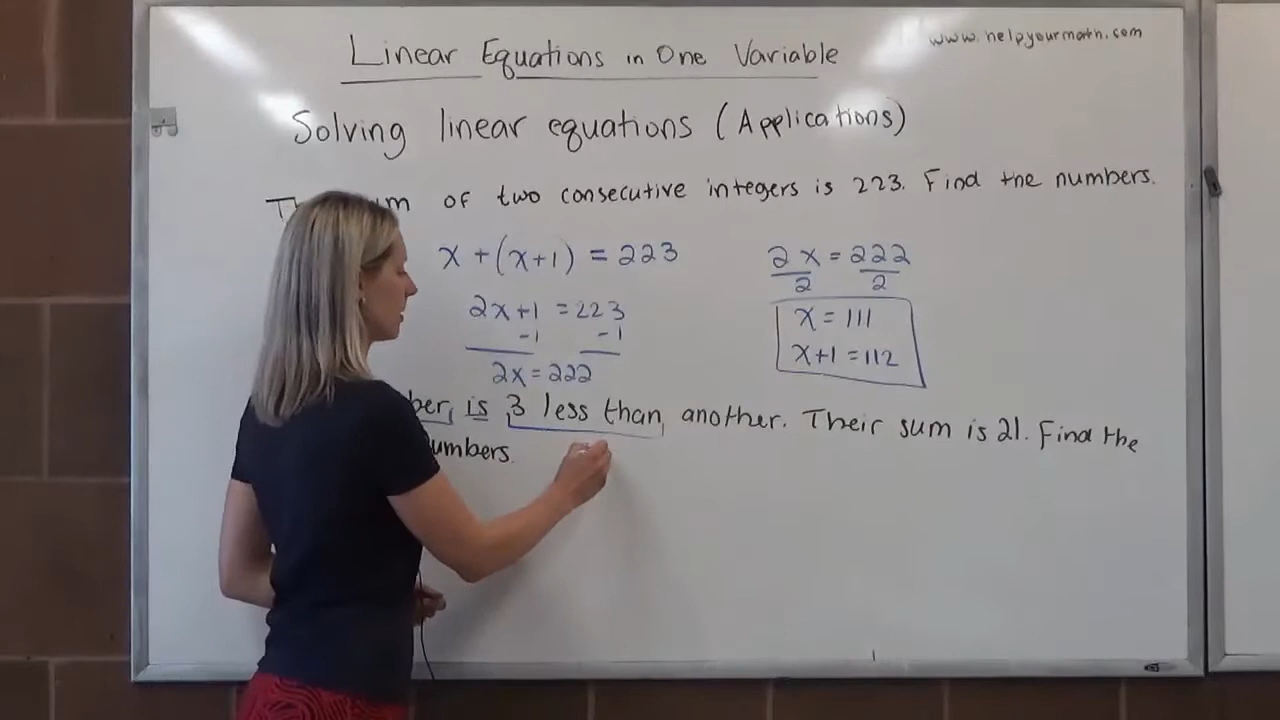 www.helpyourmath.com
Linear Equations in One Variable
Solving linear equations (Applications)
of two consecutive integers is 223. Find the numbers.
x + (x+1) = 223
2x+1 = 223
-1 -1
2x = 222
2x = 222
2 2
x = 111
x+1 = 112
is 3 less than another. Their sum is 21. Find the